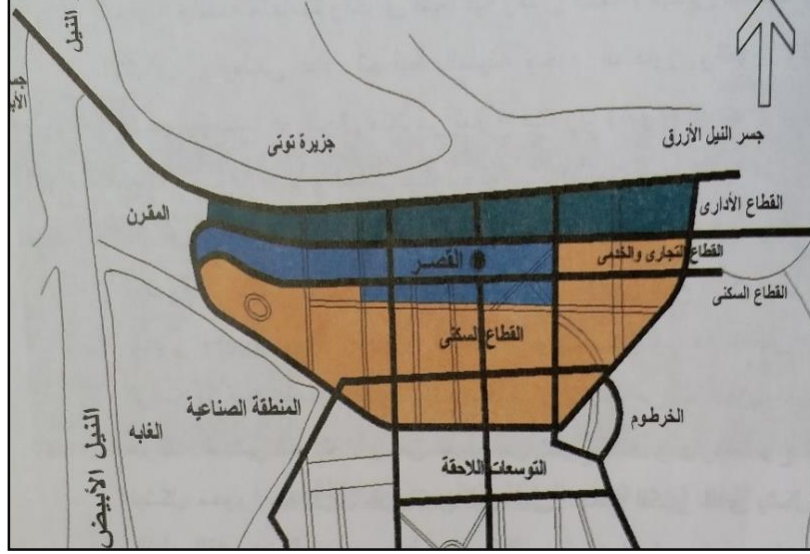 النيل
جزيرة توتى
جسر النيل الأزرق
المقرن
القطاع الأدارى
القطاع التجارى والخدمى
القصر
القطاع السكنى
القطاع السكنى
المنطقة الصناعية
الخرطوم
الغابه
التوسعات اللاحقة
النيل الأبيض